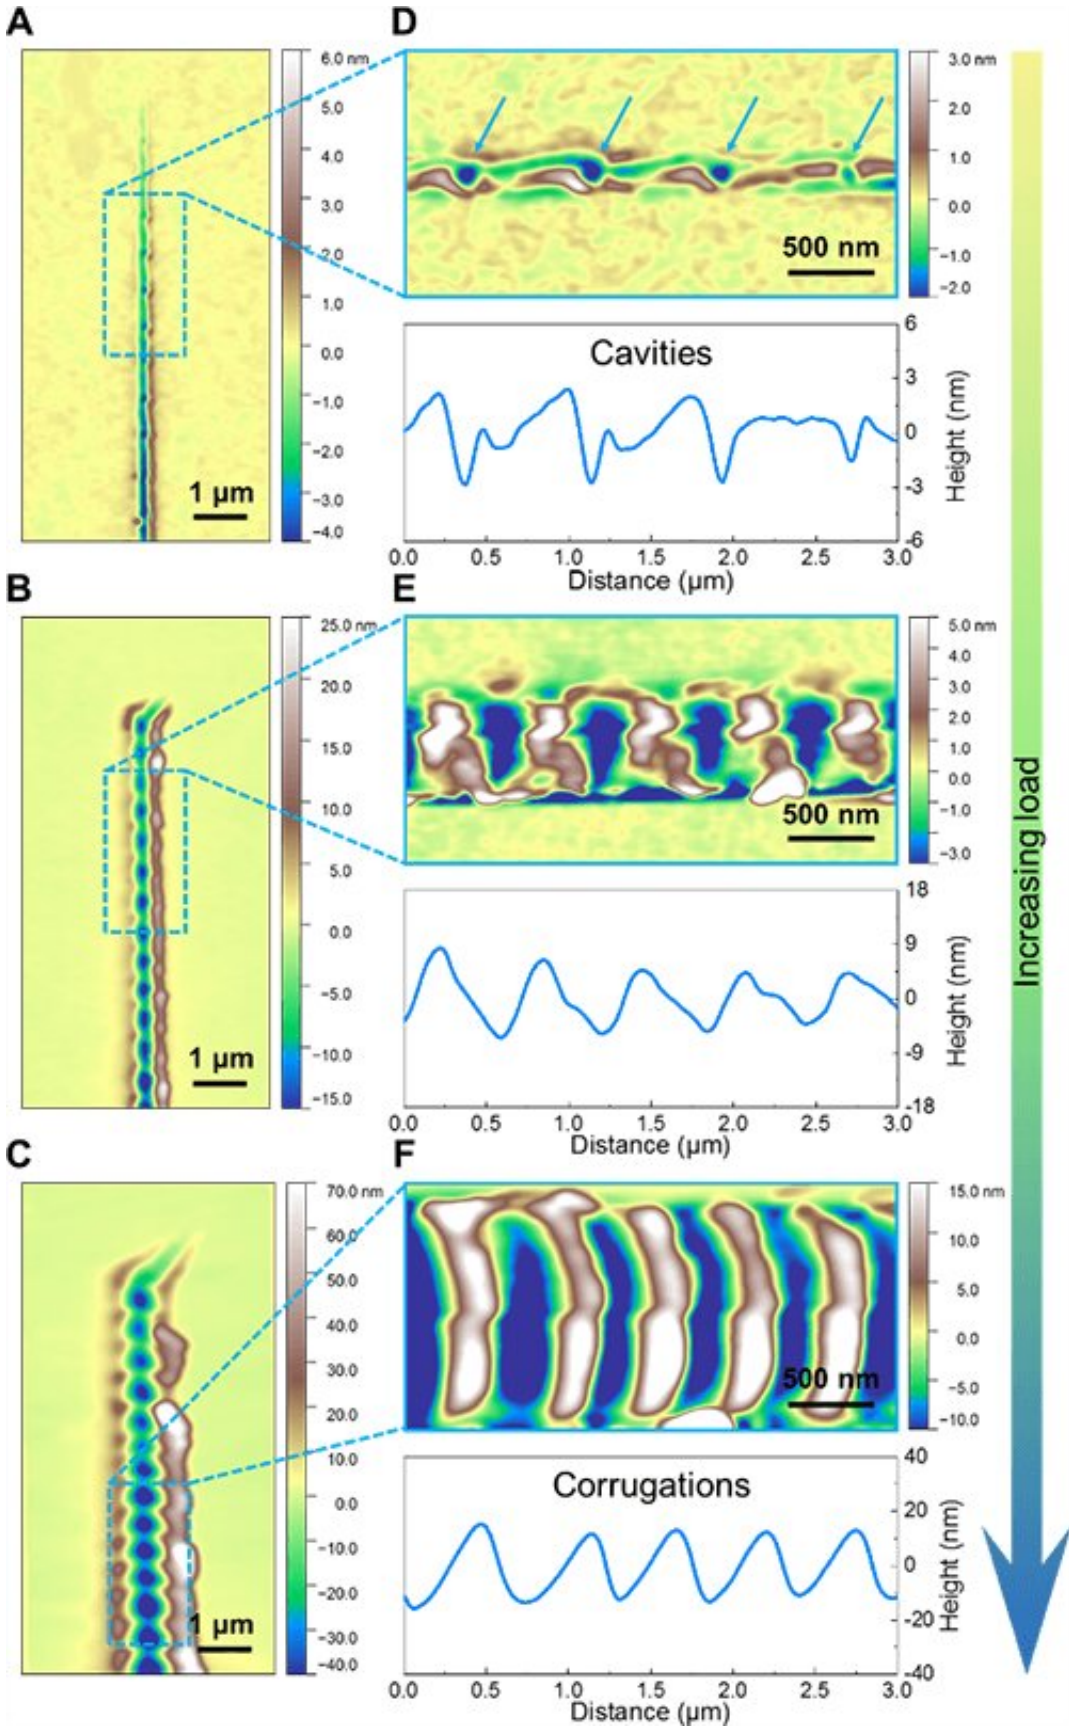 A
6.0 nm
5.0
4.0
3.0
2.0
1.0
0.0
−1.0
−2.0
−3.0
−4.0
1 µm
D
3.0 nm
2.0
1.0
0.0
−1.0
−2.0
500 nm
Cavities
6
3
0
-3
-6
Height (nm)
0.0 0.5 1.0 1.5 2.0 2.5 3.0
Distance (µm)
B
25.0 nm
20.0
15.0
10.0
5.0
0.0
−5.0
−10.0
−15.0
1 µm
E
5.0 nm
4.0
3.0
2.0
1.0
0.0
−1.0
−2.0
−3.0
500 nm
18
9
0
-9
-18
Height (nm)
0.0 0.5 1.0 1.5 2.0 2.5 3.0
Distance (µm)
C
70.0 nm
60.0
50.0
40.0
30.0
20.0
10.0
0.0
−10.0
−20.0
−30.0
−40.0
1 µm
F
15.0 nm
10.0
5.0
0.0
−5.0
−10.0
500 nm
Corrugations
40
20
0
-20
-40
Height (nm)
0.0 0.5 1.0 1.5 2.0 2.5 3.0
Distance (µm)
Increasing load